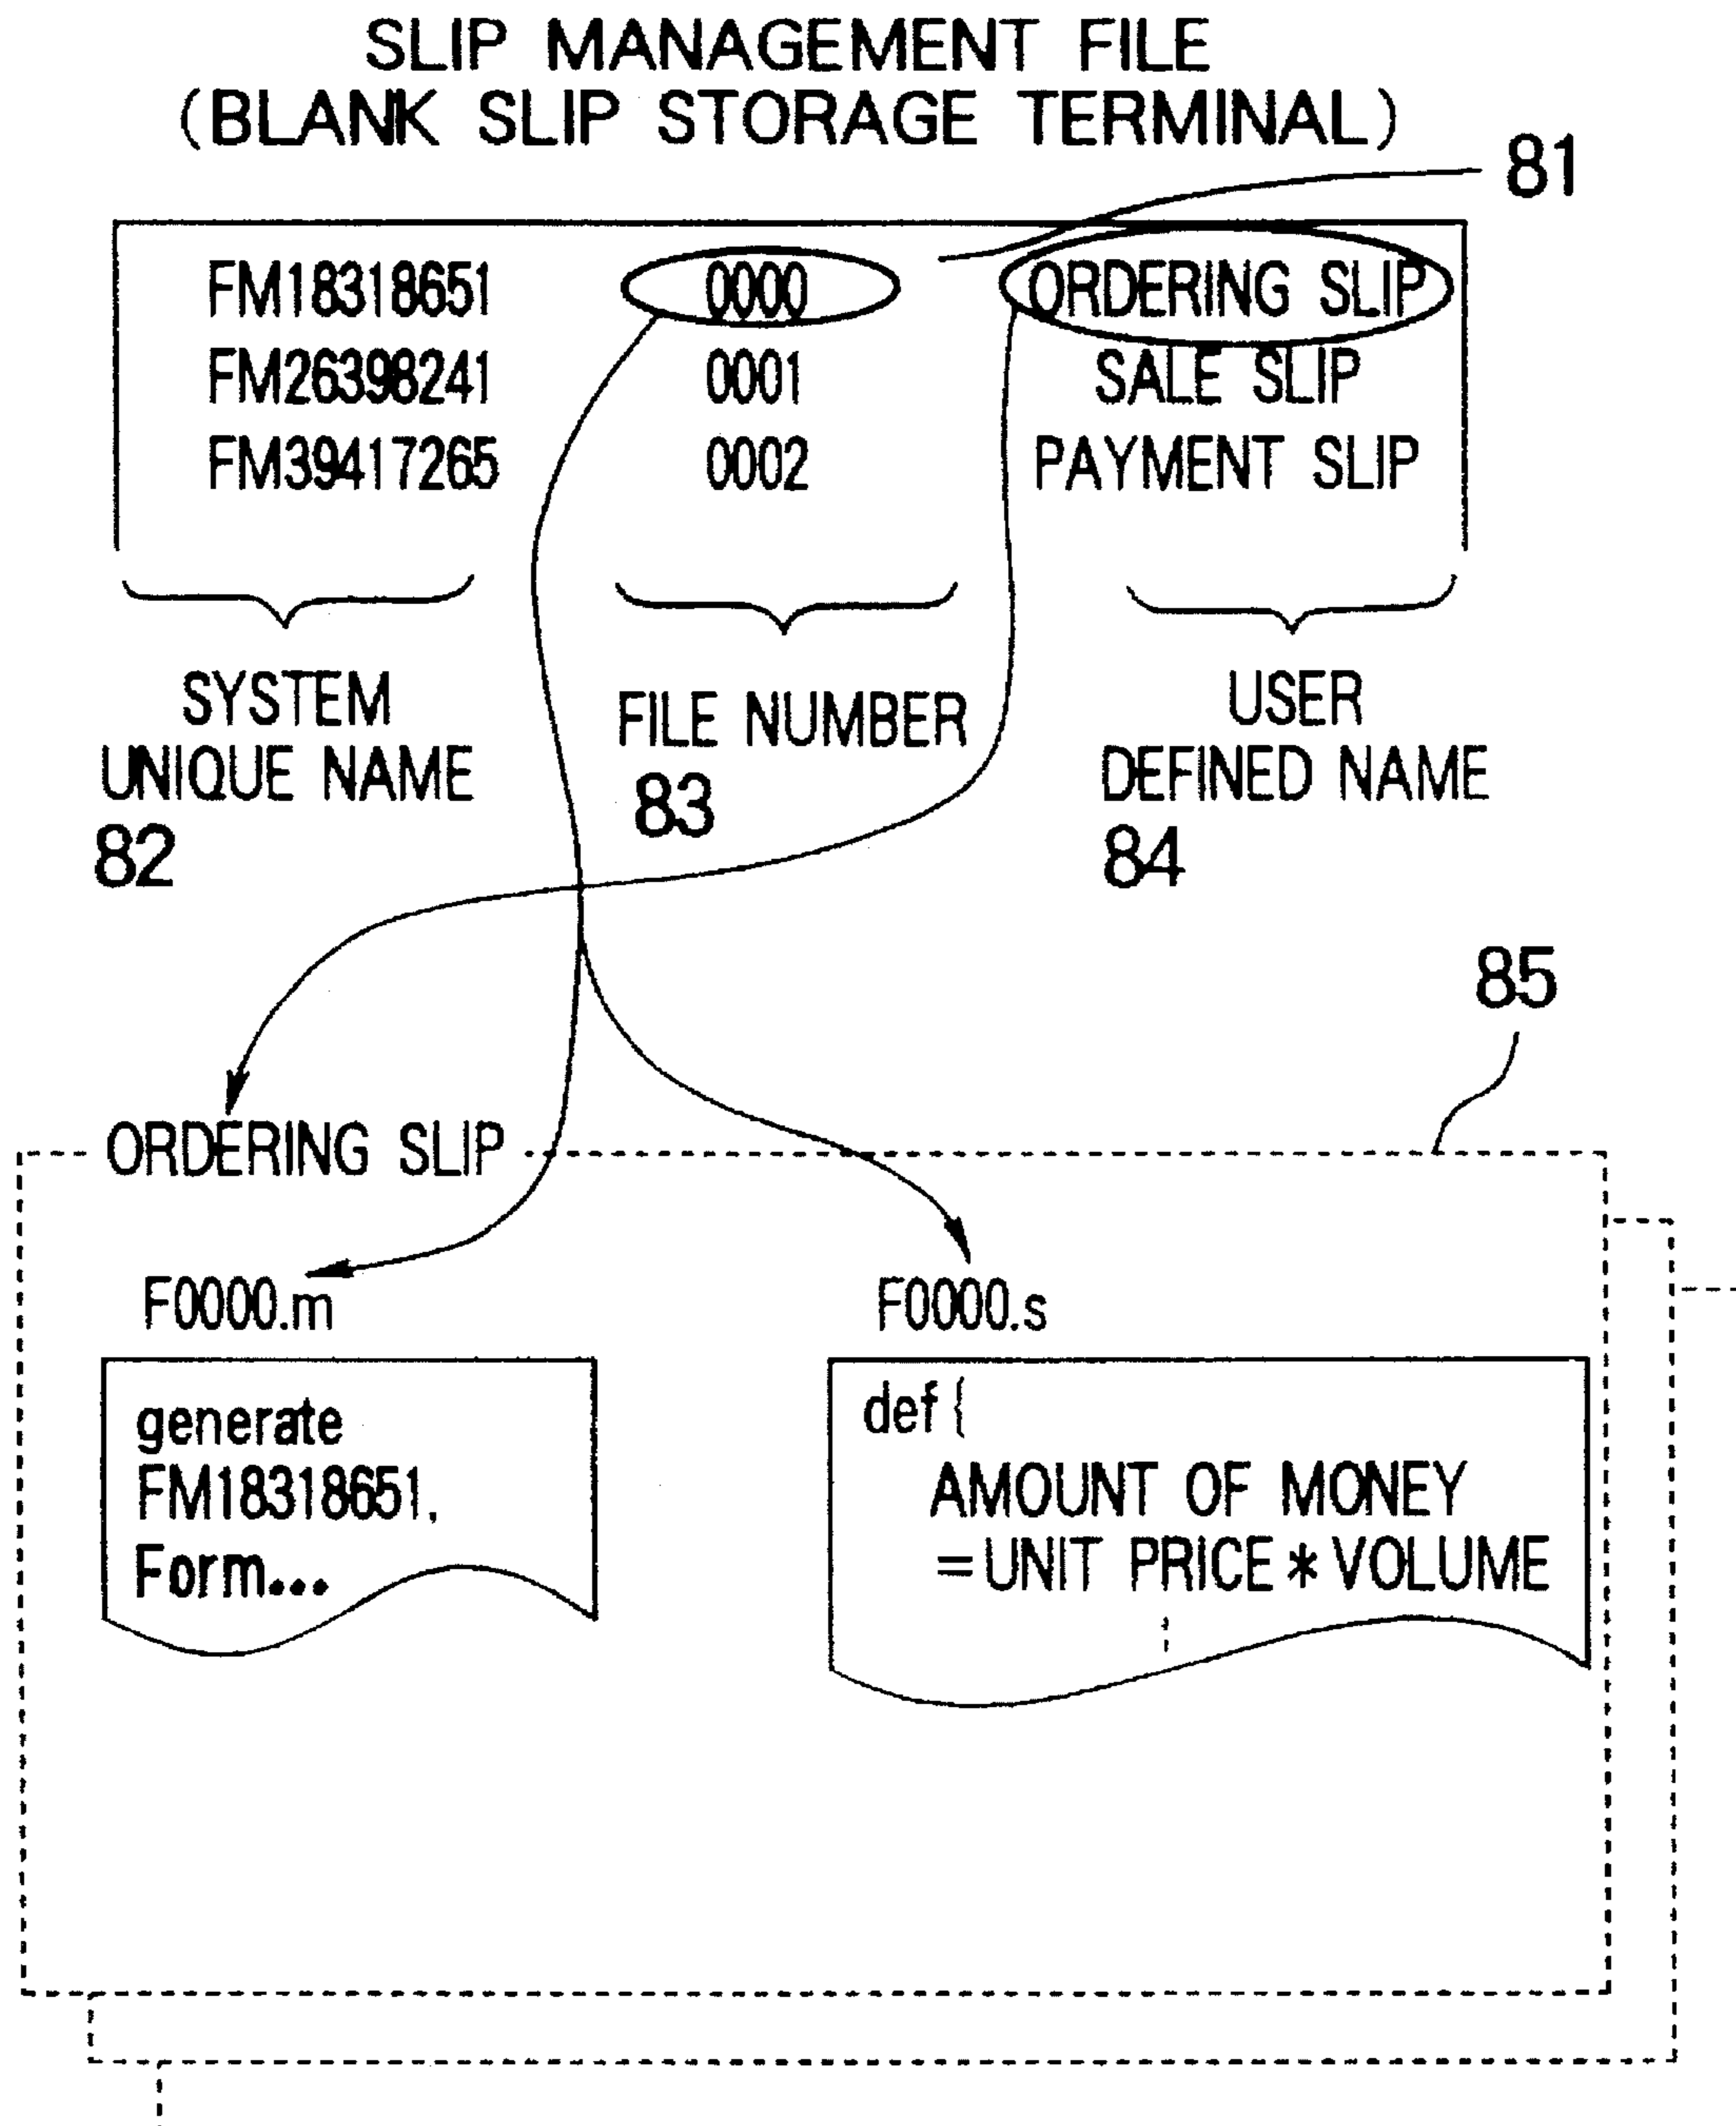 SLIP MANAGEMENT FILE
(BLANK SLIP STORAGE TERMINAL)
81
FM18318651 0000 ORDERING SLIP
FM26398241 0001 SALE SLIP
FM39417265 0002 PAYMENT SLIP
SYSTEM
UNIQUE NAME
82
FILE NUMBER
83
USER
DEFINED NAME
84
85
ORDERING SLIP
F0000.m
generate
FM18318651,
Form...
F0000.s
def {
AMOUNT OF MONEY
=UNIT PRICE * VOLUME